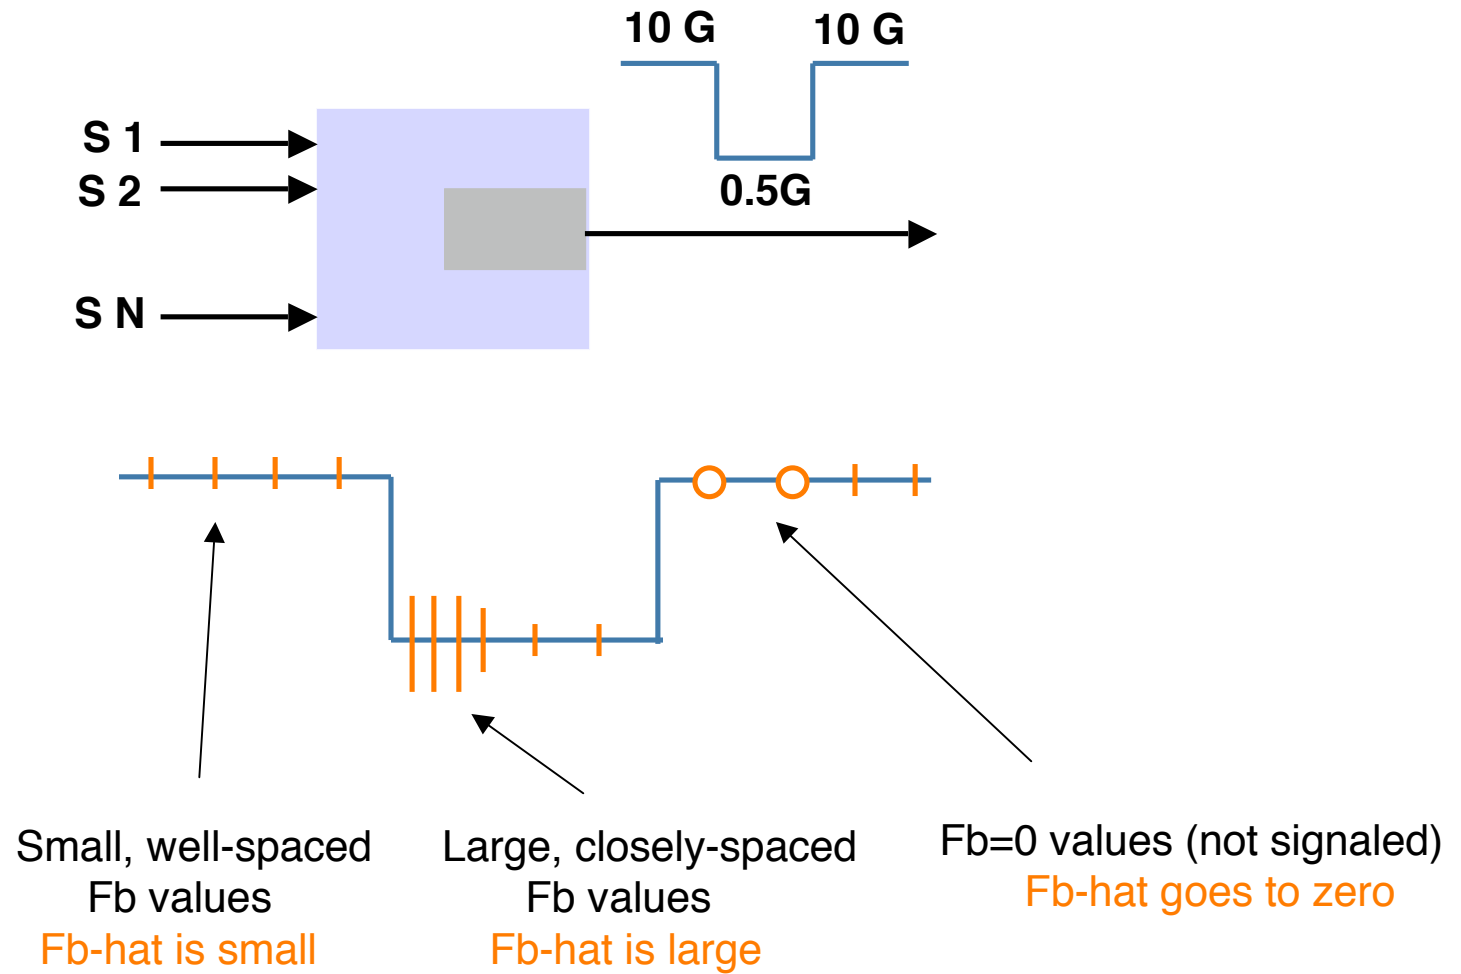 10 G
10 G
S 1
S 2
0.5G
S N
Small, well-spaced
Fb values
Fb-hat is small
Large, closely-spaced
Fb values
Fb-hat is large
Fb=0 values (not signaled)
Fb-hat goes to zero